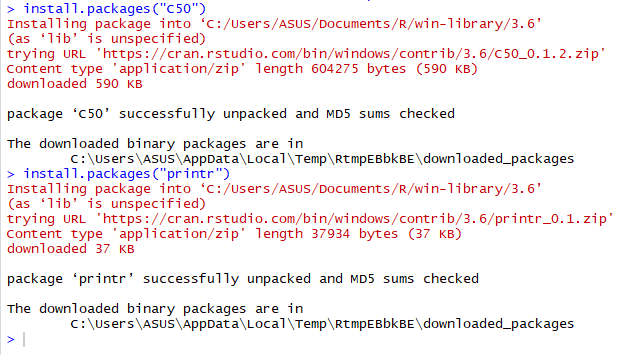 > install.packages("C50")
Installing package into ‘C:/Users/ASUS/Documents/R/win-library/3.6’
(as ‘lib’ is unspecified)
trying URL 'https://cran.rstudio.com/bin/windows/contrib/3.6/C50_0.1.2.zip'
Content type 'application/zip' length 604275 bytes (590 KB)
downloaded 590 KB

package ‘C50’ successfully unpacked and MD5 sums checked

The downloaded binary packages are in
        C:\Users\ASUS\AppData\Local\Temp\RtmpEBbkBE\downloaded_packages
> install.packages("printr")
Installing package into ‘C:/Users/ASUS/Documents/R/win-library/3.6’
(as ‘lib’ is unspecified)
trying URL 'https://cran.rstudio.com/bin/windows/contrib/3.6/printr_0.1.zip'
Content type 'application/zip' length 37934 bytes (37 KB)
downloaded 37 KB

package ‘printr’ successfully unpacked and MD5 sums checked

The downloaded binary packages are in
        C:\Users\ASUS\AppData\Local\Temp\RtmpEBbkBE\downloaded_packages
>